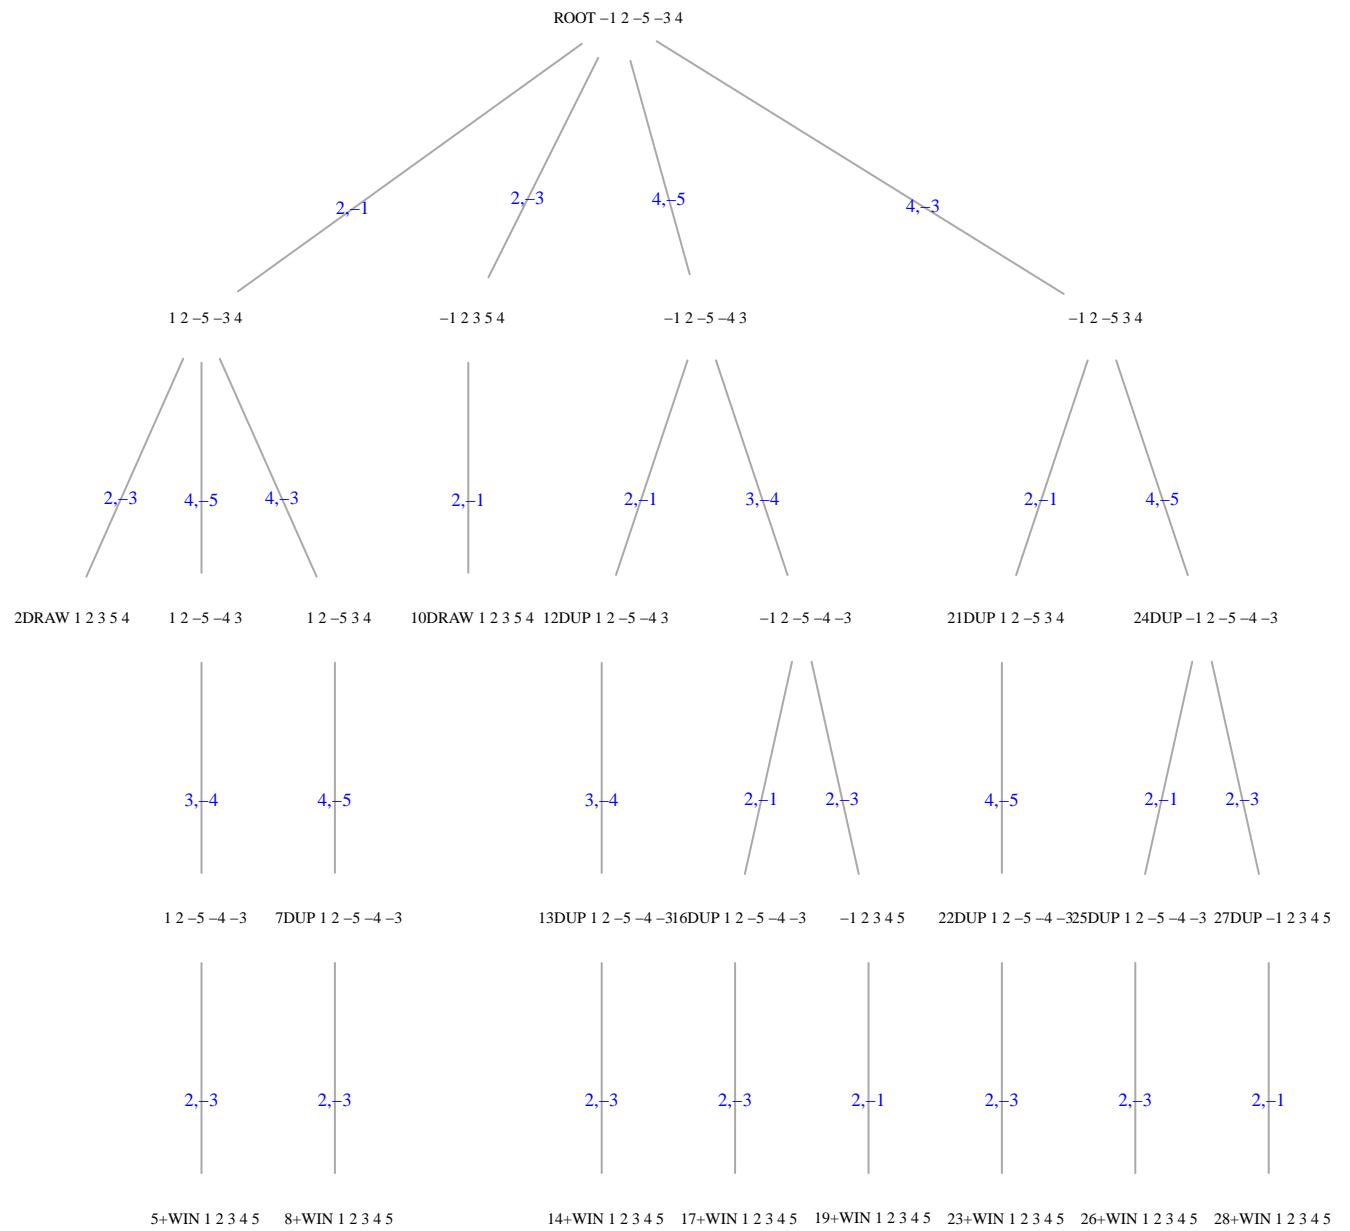 ROOT −1 2 −5 −3 4
2,−1
2,−3
4,−5
4,−3
1 2 −5 −3 4
−1 2 3 5 4
−1 2 −5 −4 3
−1 2 −5 3 4
2,−3
4,−5
4,−3
2,−1
2,−1
3,−4
2,−1
4,−5
2DRAW 1 2 3 5 4
1 2 −5 −4 3
1 2 −5 3 4
10DRAW 1 2 3 5 4
12DUP 1 2 −5 −4 3
−1 2 −5 −4 −3
21DUP 1 2 −5 3 4
24DUP −1 2 −5 −4 −3
3,−4
4,−5
3,−4
2,−1
2,−3
4,−5
2,−1
2,−3
1 2 −5 −4 −3
7DUP 1 2 −5 −4 −3
13DUP 1 2 −5 −4 −3
16DUP 1 2 −5 −4 −3
−1 2 3 4 5
22DUP 1 2 −5 −4 −3
25DUP 1 2 −5 −4 −3
27DUP −1 2 3 4 5
2,−3
2,−3
2,−3
2,−3
2,−1
2,−3
2,−3
2,−1
5+WIN 1 2 3 4 5
8+WIN 1 2 3 4 5
14+WIN 1 2 3 4 5
17+WIN 1 2 3 4 5
19+WIN 1 2 3 4 5
23+WIN 1 2 3 4 5
26+WIN 1 2 3 4 5
28+WIN 1 2 3 4 5